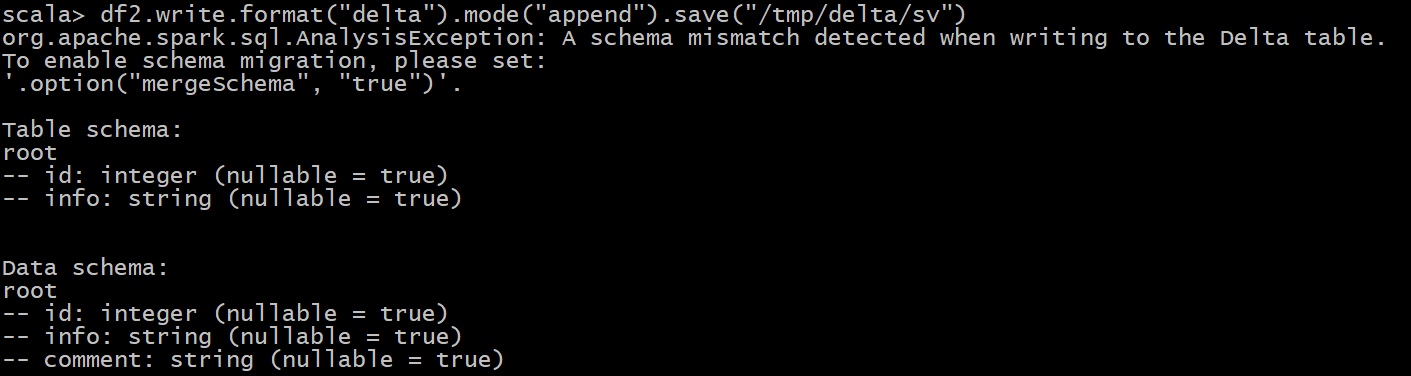 scala> df2.write.format("delta").mode("append").save("/tmp/delta/sv")
org.apache.spark.sql.AnalysisException: A schema mismatch detected when writing to the Delta table.
To enable schema migration, please set:
'.option("mergeSchema", "true")'.
Table schema:
root
-- id: integer (nullable = true)
-- info: string (nullable = true)
Data schema:
root
-- id: integer (nullable = true)
-- info: string (nullable = true)
-- comment: string (nullable = true)